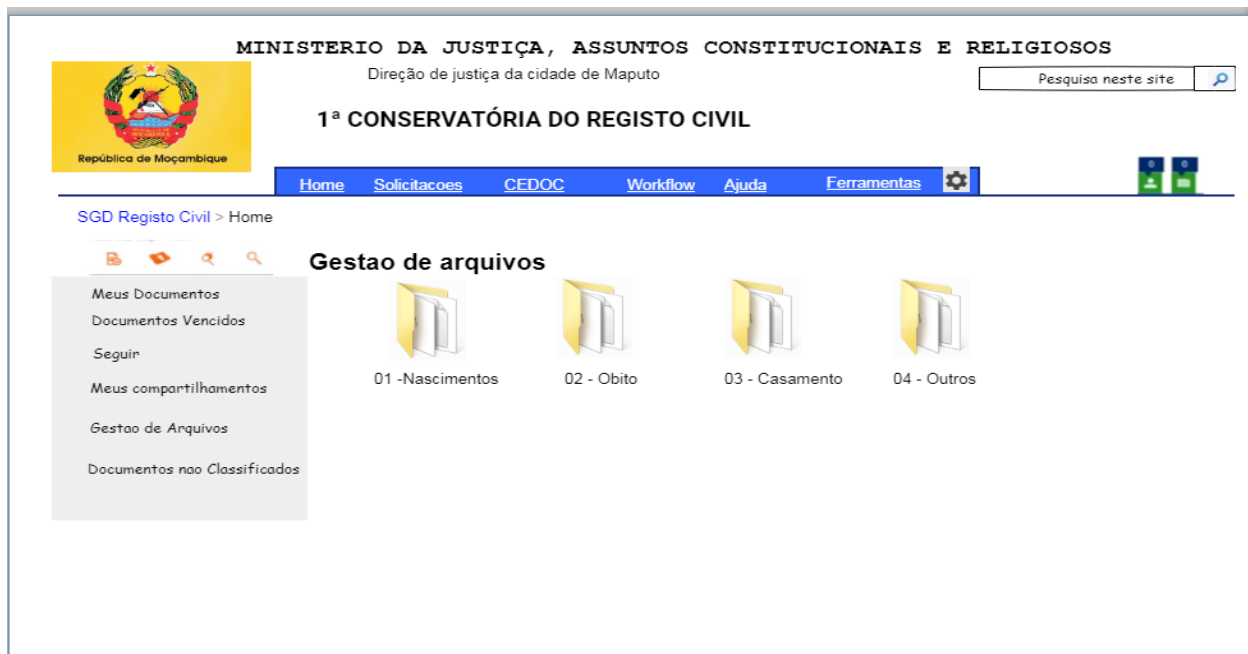 MINISTERIO DA JUSTIÇA, ASSUNTOS CONSTITUCIONAIS E RELIGIOSOS
Direção de justiça da cidade de Maputo
Pesquisa neste site
1ª CONSERVATÓRIA DO REGISTO CIVIL
República de Moçambique
Home Solicitacoes CEDOC Workflow Ajuda Ferramentas
0 0
SGD Registo Civil > Home
Gestao de arquivos
Meus Documentos
Documentos Vencidos
Seguir
Meus compartilhamentos
Gestao de Arquivos
Documentos nao Classificados
01 -Nascimentos 02 - Obito 03 - Casamento 04 - Outros